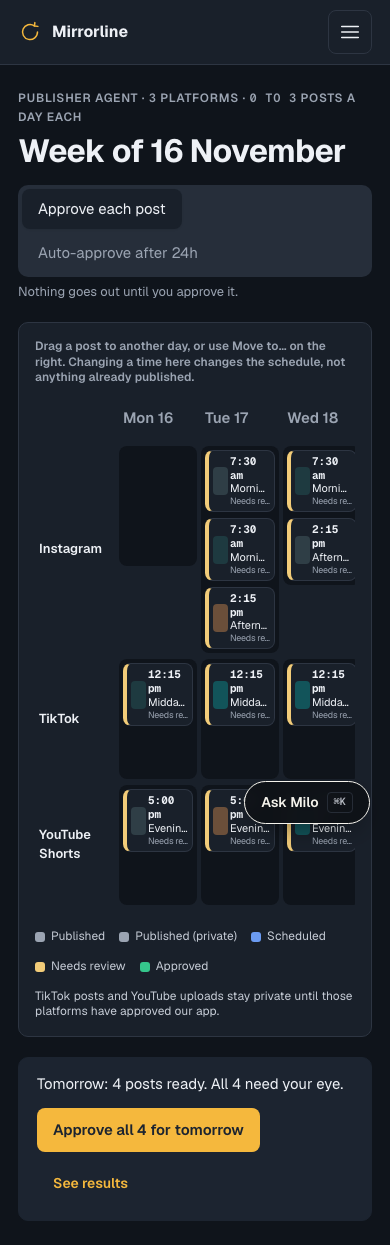 Mirrorline
PUBLISHER AGENT · 3 PLATFORMS · 0 TO 3 POSTS A
DAY EACH
Week of 16 November
Approve each post
Auto-approve after 24h
Nothing goes out until you approve it.
Drag a post to another day, or use Move to… on the
right. Changing a time here changes the schedule, not
anything already published.
Mon 16 Tue 17 Wed 18
Instagram
7:30
am
Morni…
Needs re…
7:30
am
Morni…
Needs re…
2:15
pm
Aftern…
Needs re…
7:30
am
Morni…
Needs re…
2:15
pm
Aftern…
Needs re…
TikTok
12:15
pm
Midda…
Needs re…
12:15
pm
Midda…
Needs re…
12:15
pm
Midda…
Needs re…
YouTube
Shorts
5:00
pm
Evenin…
Needs re…
5:
pm
Evenin…
Needs re…
Evenin…
Needs re…
Ask Milo ⌘K
Published Published (private) Scheduled
Needs review Approved
TikTok posts and YouTube uploads stay private until those
platforms have approved our app.
Tomorrow: 4 posts ready. All 4 need your eye.
Approve all 4 for tomorrow
See results